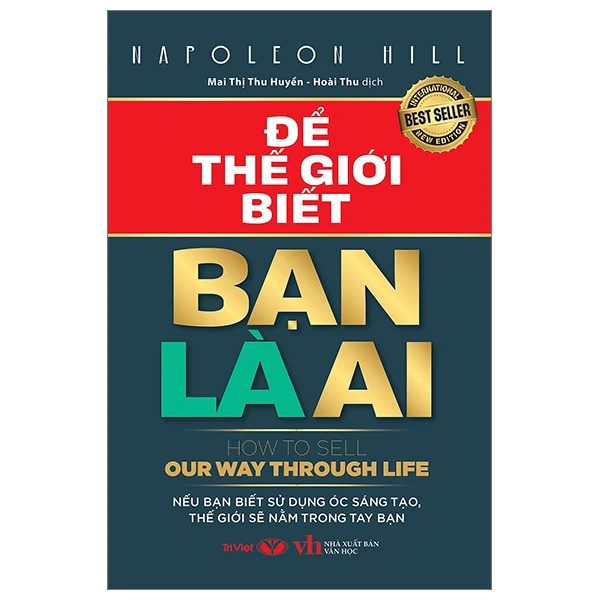 NAPOLEON HILL
Mai Thị Thu Huyền - Hoài Thu dịch
INTERNATIONAL
BEST SELLER
NEW EDITION
ĐỂ
THẾ GIỚI
BIẾT
BẠN
LÀ AI
HOW TO SELL
OUR WAY THROUGH LIFE
NẾU BẠN BIẾT SỬ DỤNG ÓC SÁNG TẠO,
THẾ GIỚI SẼ NẰM TRONG TAY BẠN
Trí Việt
vh NHÀ XUẤT BẢN
VĂN HỌC